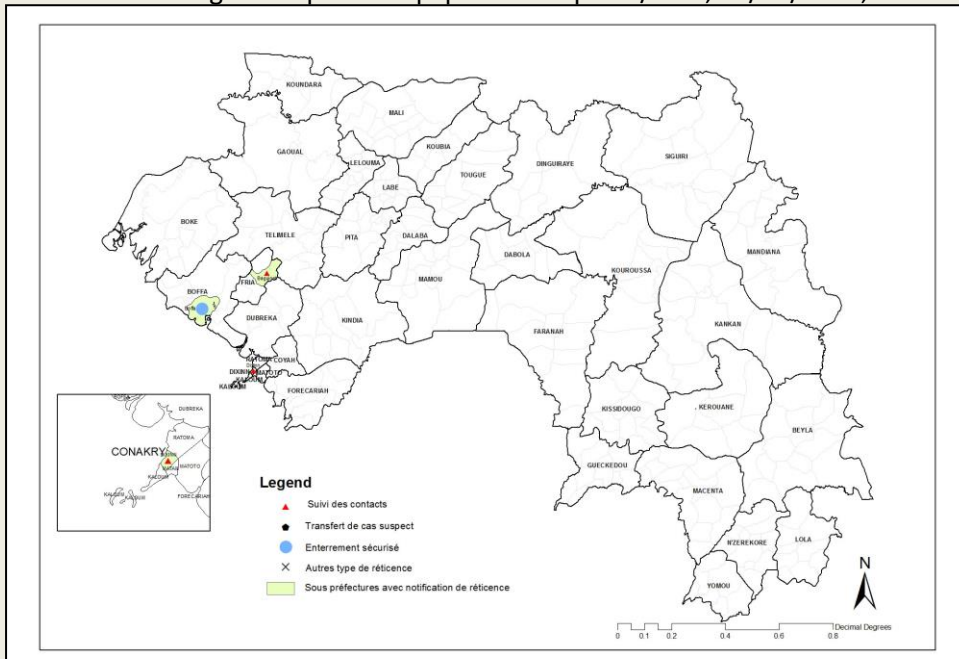 KOUNDARA
MALI
GAOUAL
KOUBIA
LELOUMA
TOUGUE
DINGUIRAYE
SIGUIRI
LABE
BOKE
TELIMELE
PITA
DALABA
DABOLA
MANDIANA
FRIA
MAMOU
KOUROUSSA
BOFFA
DUBREKA
KINDIA
KANKAN
FARANAH
COYAH
MATOTO
FORECARIAH
KISSIDOUGO
KEROUANE
BEYLA
GUECKEDOU
MACENTA
N'ZEREKORE
LOLA
YOMOU
DUBREKA
RATOMA
CONAKRY
MATOTO
KALOUM
KALOUM
KALOUM
FORECARIAH
Legend
Suivi des contacts
Transfert de cas suspect
Enterrement sécurisé
Autres type de réticence
Sous préfectures avec notification de réticence
N
Decimal Degrees
0 0.1 0.2 0.4 0.6 0.8